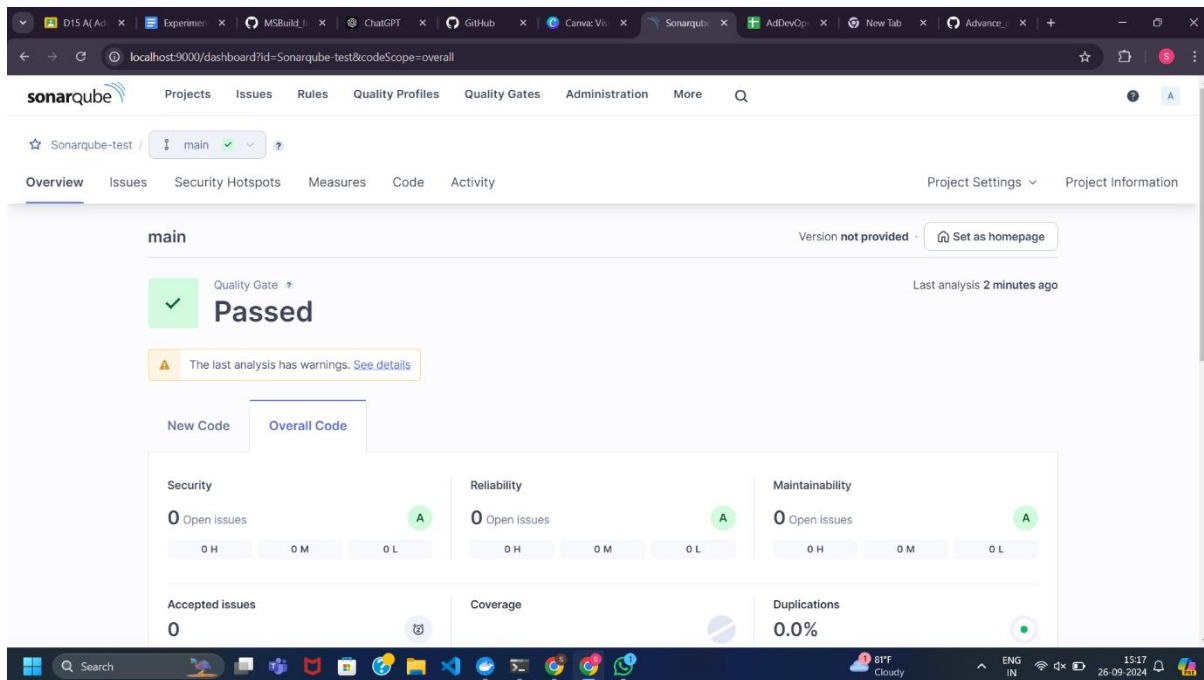 D15 A( Ad
Experimen
MSBuild_f
ChatGPT
GitHub
Canva: Vis
Sonarqube
AdDevOp
New Tab
Advance_
localhost:9000/dashboard?id=Sonarqube-test&codeScope=overall
sonarqube Projects Issues Rules Quality Profiles Quality Gates Administration More A
Sonarqube-test / main ?
Overview Issues Security Hotspots Measures Code Activity Project Settings Project Information
main Version not provided Set as homepage
Quality Gate ? Last analysis 2 minutes ago
Passed
The last analysis has warnings. See details
New Code Overall Code
Security Reliability Maintainability
0 Open issues A 0 Open issues A 0 Open issues A
0 H 0 M 0 L 0 H 0 M 0 L 0 H 0 M 0 L
Accepted issues Coverage Duplications
0 0.0%
Search 1 81°F Cloudy ENG IN 15:17 26-09-2024